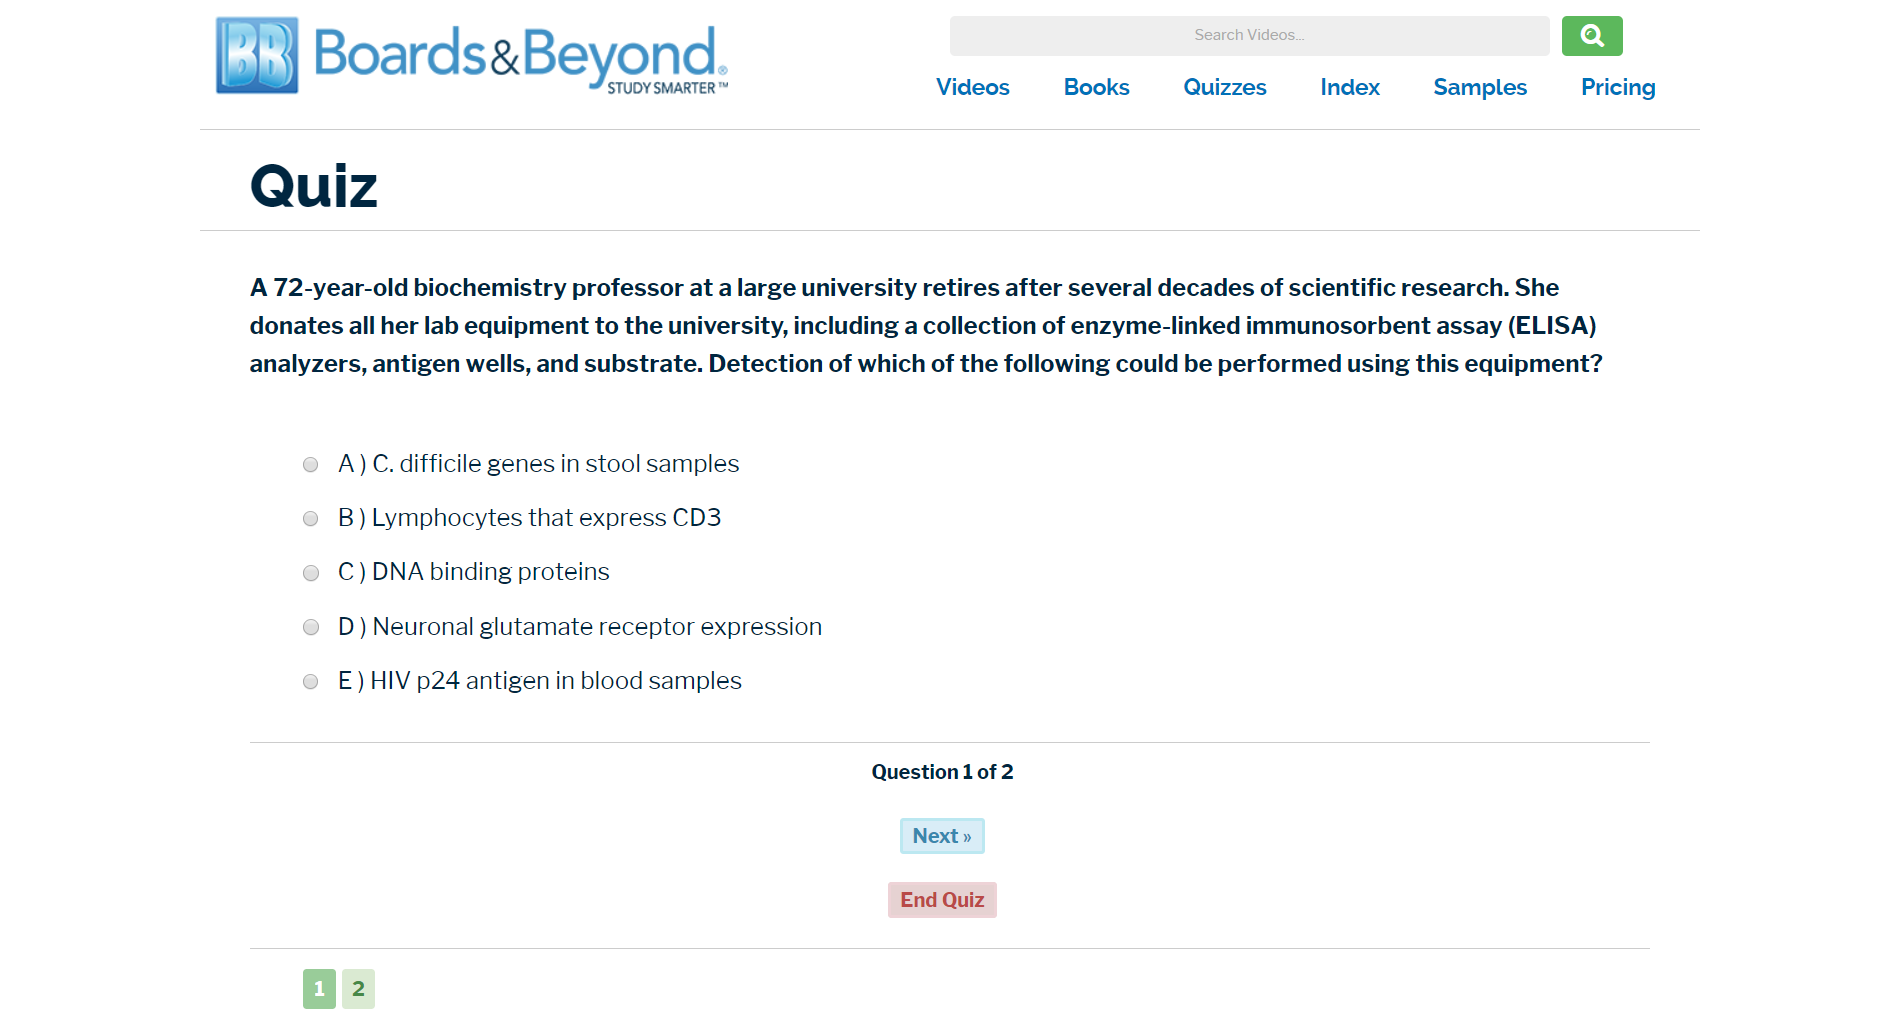 BB Boards&Beyond®
STUDY SMARTER™
Search Videos...
Videos Books Quizzes Index Samples Pricing
Quiz
A 72-year-old biochemistry professor at a large university retires after several decades of scientific research. She
donates all her lab equipment to the university, including a collection of enzyme-linked immunosorbent assay (ELISA)
analyzers, antigen wells, and substrate. Detection of which of the following could be performed using this equipment?
A ) C. difficile genes in stool samples
B ) Lymphocytes that express CD3
C ) DNA binding proteins
D ) Neuronal glutamate receptor expression
E ) HIV p24 antigen in blood samples
Question 1 of 2
Next »
End Quiz
1 2